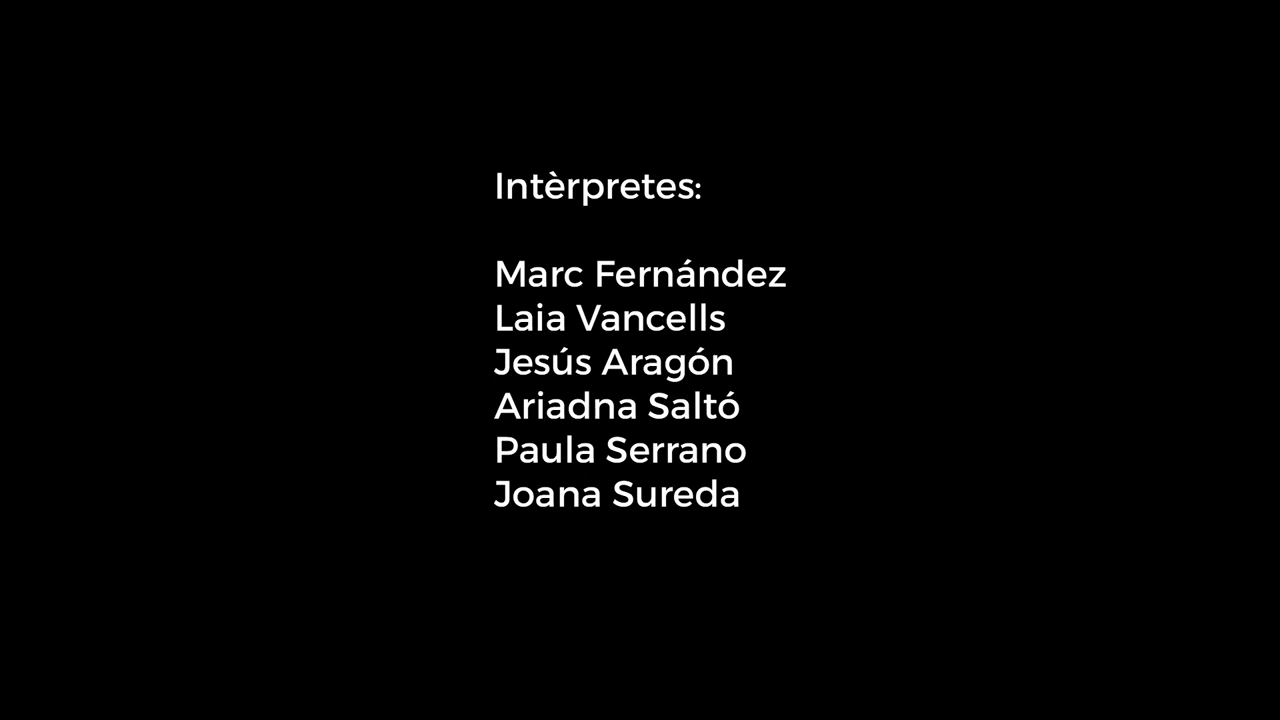 Intèrpretes:
Marc Fernández
Laia Vancells
Jesús Aragón
Ariadna Saltó
Paula Serrano
Joana Sureda